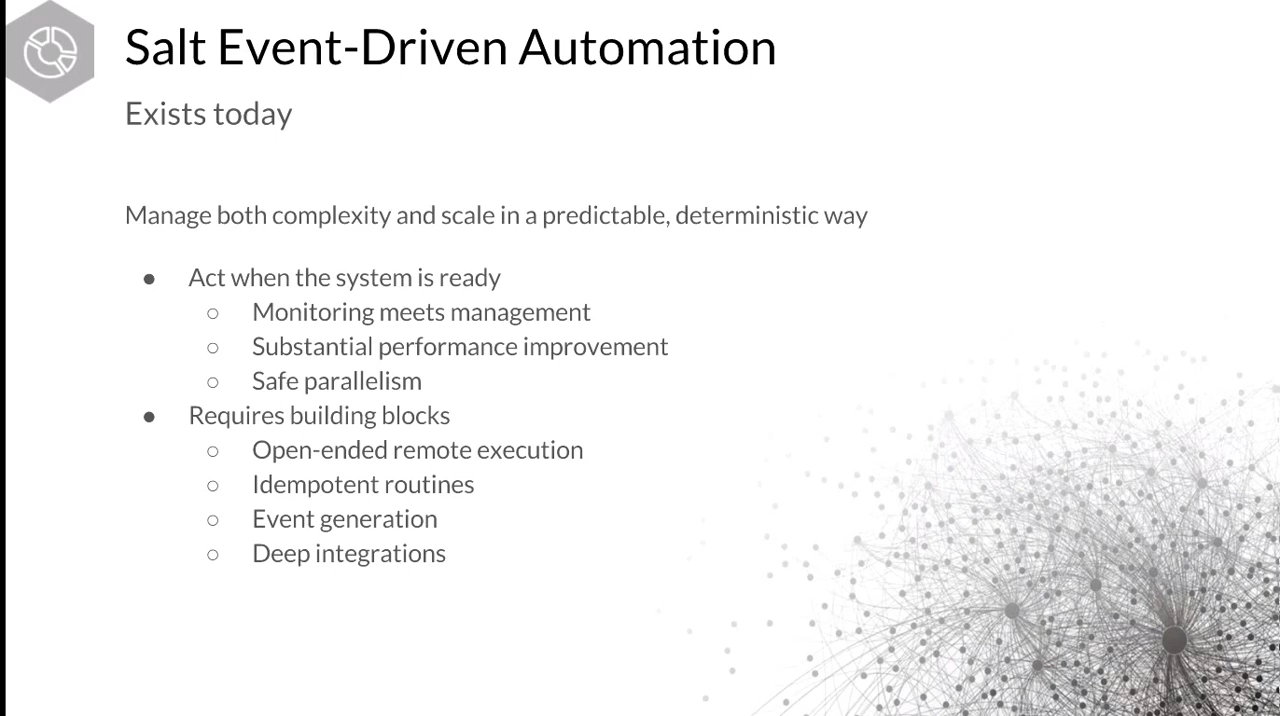 Salt Event-Driven Automation
Exists today
Manage both complexity and scale in a predictable, deterministic way
● Act when the system is ready
○ Monitoring meets management
○ Substantial performance improvement
○ Safe parallelism
● Requires building blocks
○ Open-ended remote execution
○ Idempotent routines
○ Event generation
○ Deep integrations